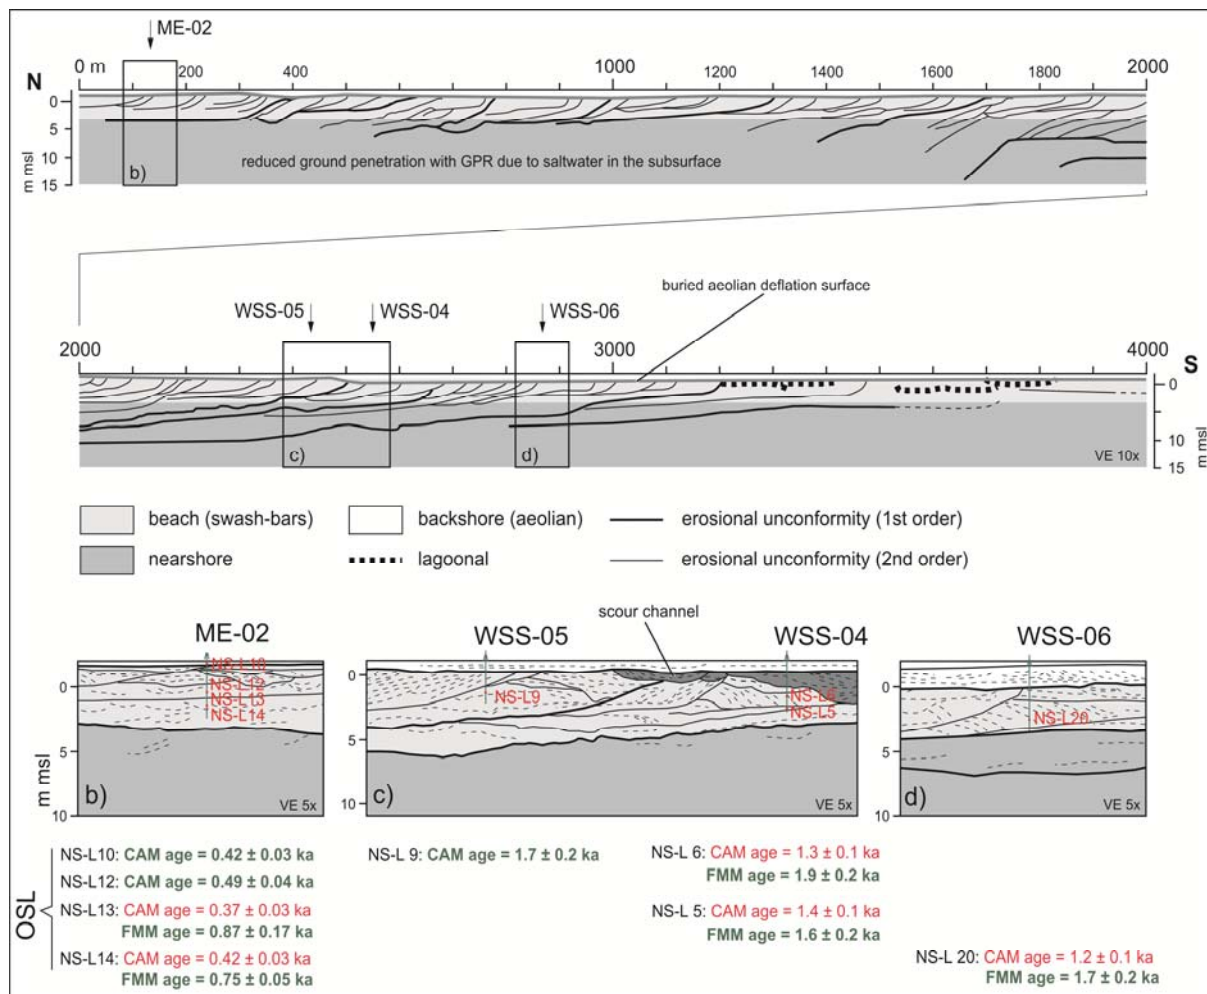 ME-02
N
0 m 200 400 1000 1200 1400 1600 1800 2000
0
5
10
15
m msl
reduced ground penetration with GPR due to saltwater in the subsurface
b)
buried aeolian deflation surface
WSS-05 WSS-04 WSS-06
2000 3000 4000
S
0
5
10
15
m msl
c) d) VE 10x
beach (swash-bars) backshore (aeolian) erosional unconformity (1st order)
nearshore lagoonal erosional unconformity (2nd order)
scour channel
ME-02 WSS-05 WSS-04 WSS-06
NS-L10
NS-L12
NS-L13
NS-L14
0
5
10
m msl
b) VE 5x
NS-L9
NS-L6
NS-L5
0
5
10
c) VE 5x
NS-L20
0
5
10
d) VE 5x
OSL
NS-L10: CAM age = 0.42 ± 0.03 ka
NS-L12: CAM age = 0.49 ± 0.04 ka
NS-L13: CAM age = 0.37 ± 0.03 ka
FMM age = 0.87 ± 0.17 ka
NS-L14: CAM age = 0.42 ± 0.03 ka
FMM age = 0.75 ± 0.05 ka
NS-L 9: CAM age = 1.7 ± 0.2 ka
NS-L 6: CAM age = 1.3 ± 0.1 ka
FMM age = 1.9 ± 0.2 ka
NS-L 5: CAM age = 1.4 ± 0.1 ka
FMM age = 1.6 ± 0.2 ka
NS-L 20: CAM age = 1.2 ± 0.1 ka
FMM age = 1.7 ± 0.2 ka